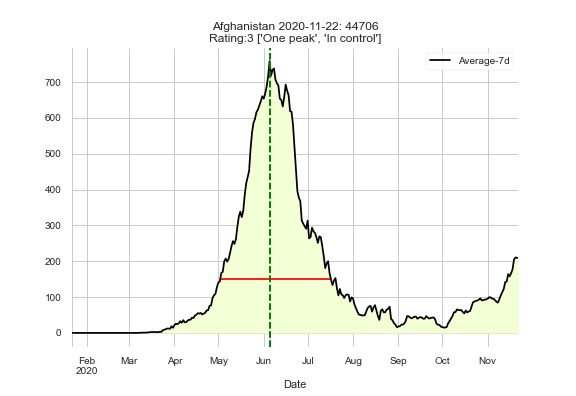 Afghanistan 2020-11-22: 44706
Rating:3 ['One peak', 'In control']
Average-7d
700
600
500
400
300
200
100
0
Feb Mar Apr May Jun Jul Aug Sep Oct Nov
2020
Date